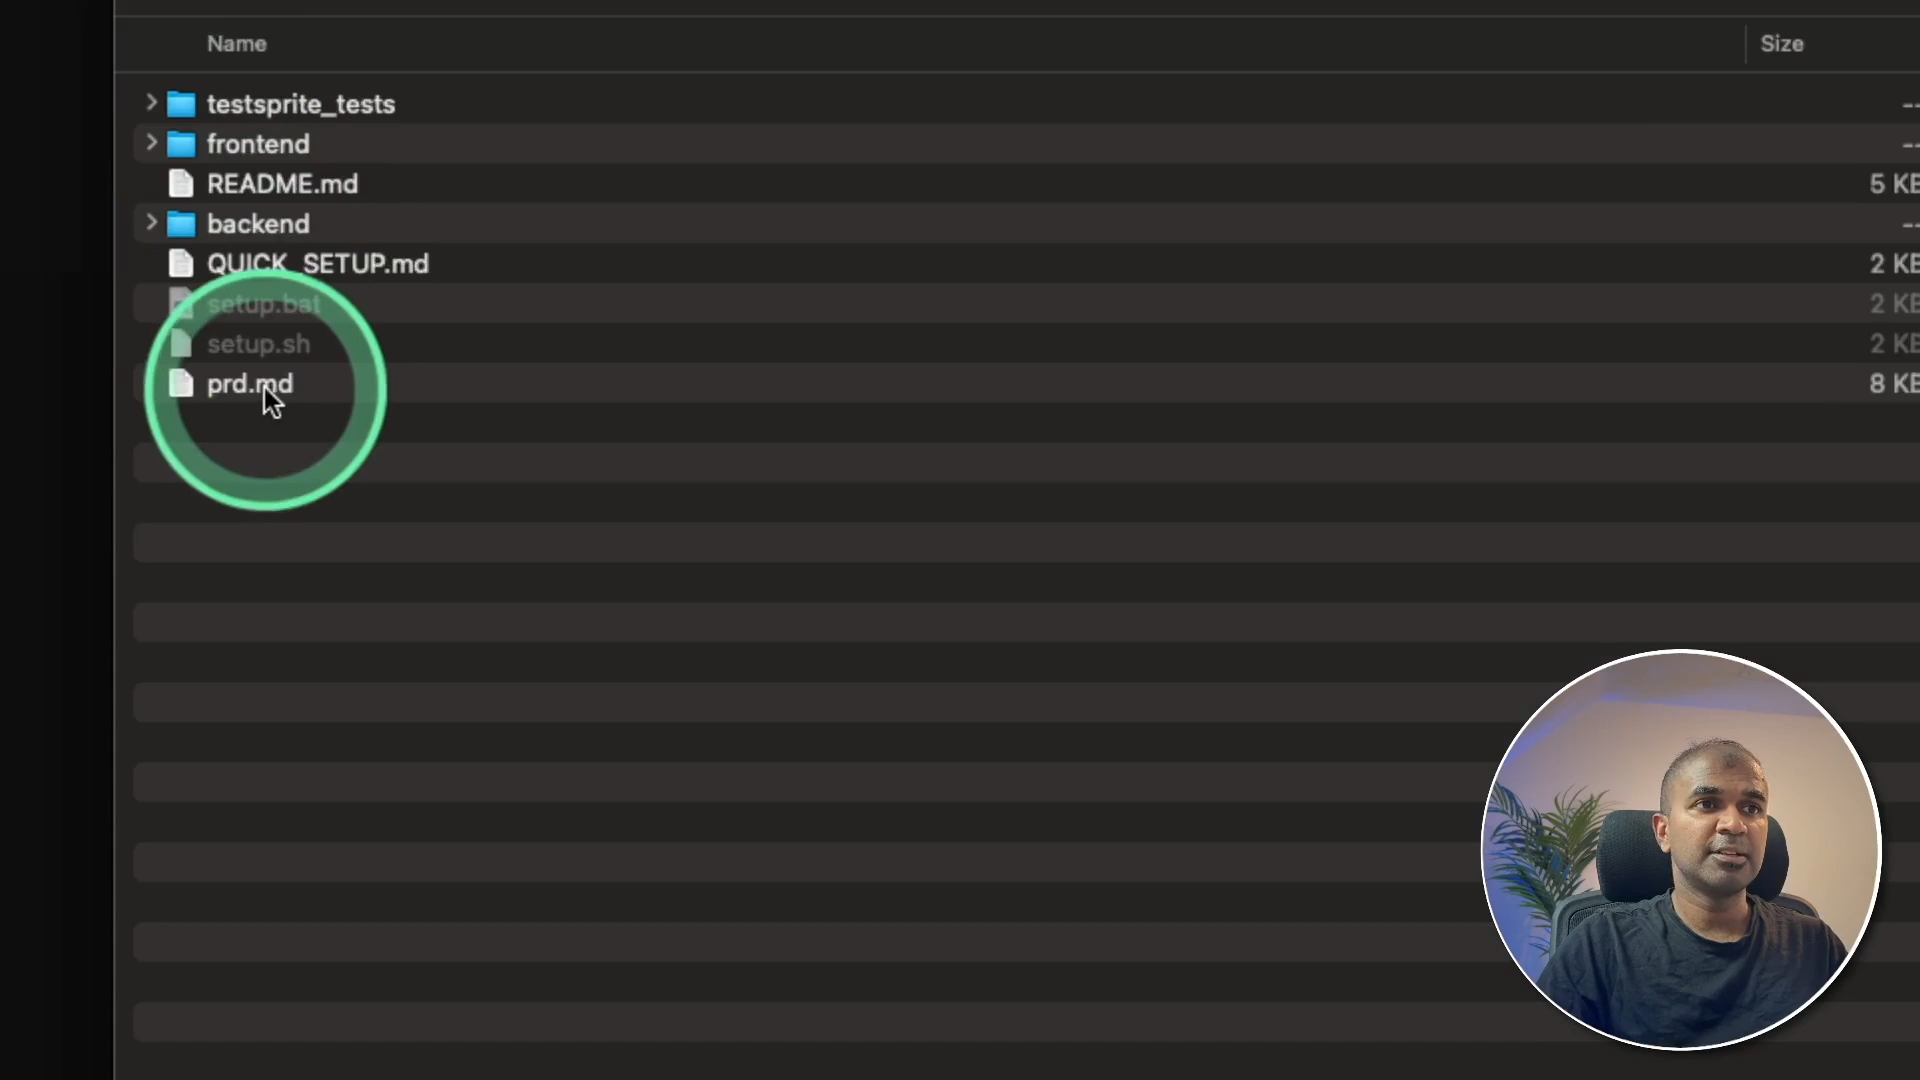 Name Size
testsprite_tests --
frontend --
README.md 5 KB
backend --
QUICK_SETUP.md 2 KB
setup.bat 2 KB
setup.sh 2 KB
prd.md 8 KB